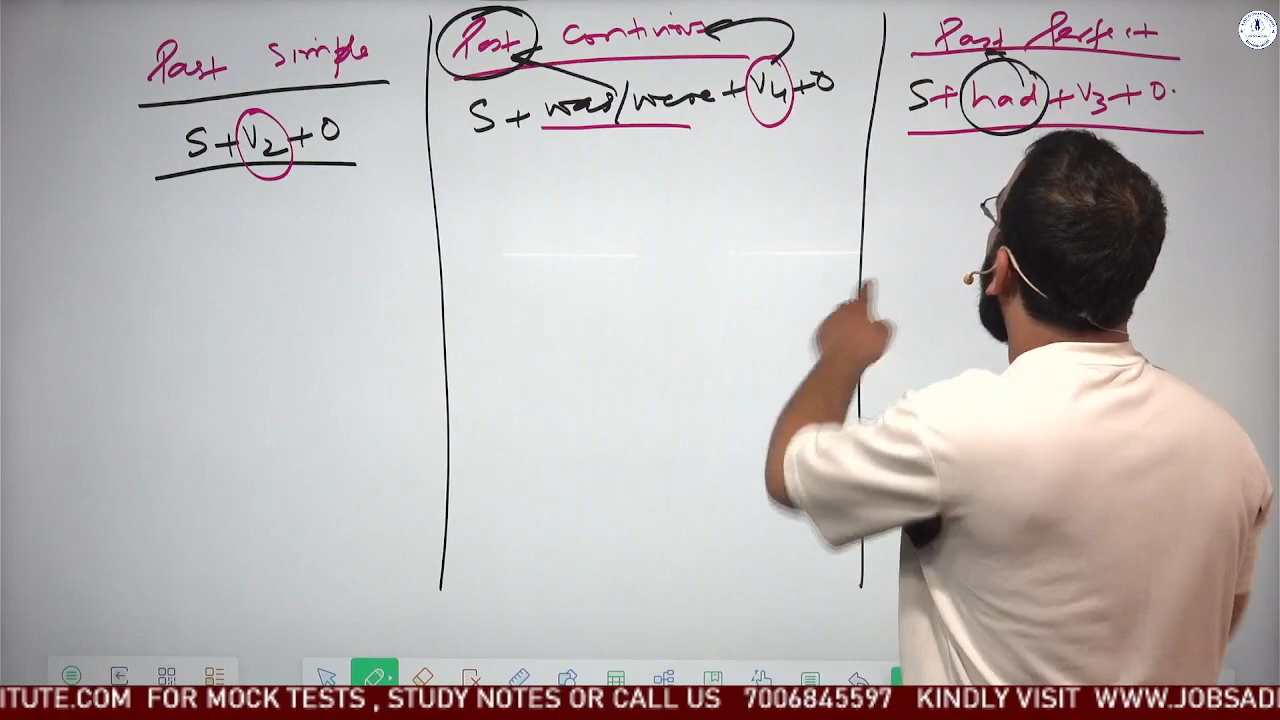 Past Simple
S+V2+O
Past Continous
S+was/were+V4+O
Past Perfect
S+had+V3+O.
ITUTE.COM FOR MOCK TESTS , STUDY NOTES OR CALL US 7006845597 KINDLY VISIT WWW.JOBSAD